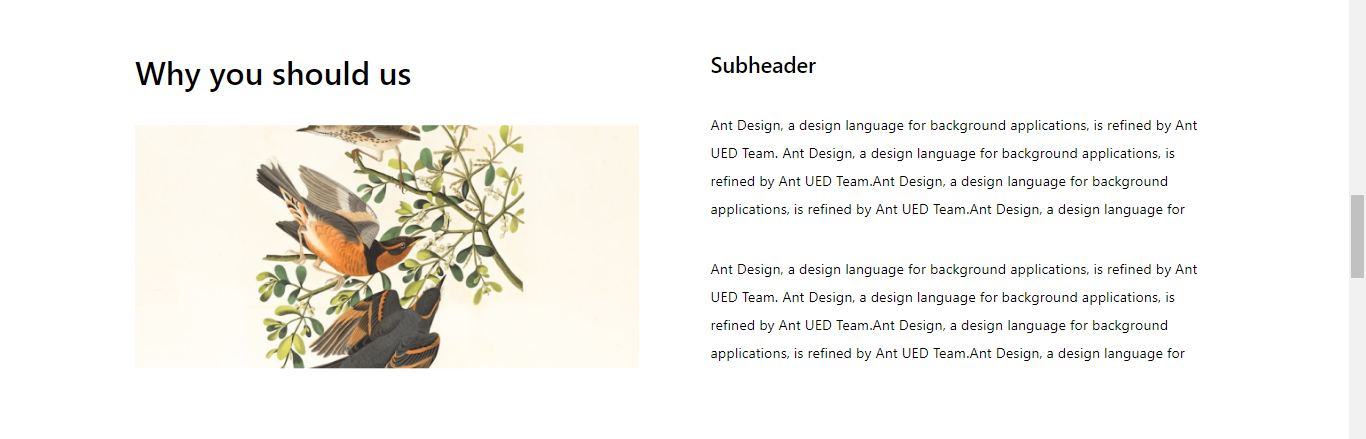 Why you should us
Subheader
Ant Design, a design language for background applications, is refined by Ant
UED Team. Ant Design, a design language for background applications, is
refined by Ant UED Team.Ant Design, a design language for background
applications, is refined by Ant UED Team.Ant Design, a design language for
Ant Design, a design language for background applications, is refined by Ant
UED Team. Ant Design, a design language for background applications, is
refined by Ant UED Team.Ant Design, a design language for background
applications, is refined by Ant UED Team.Ant Design, a design language for